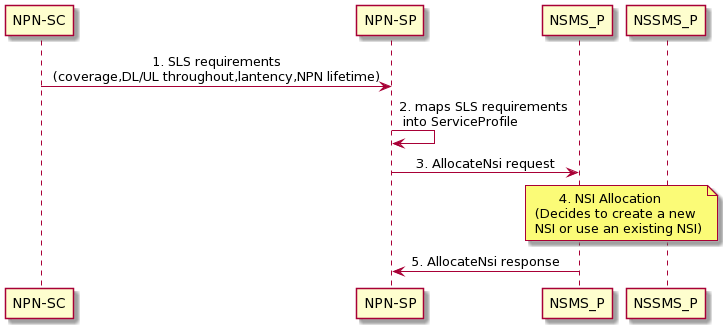 NPN-SC NPN-SP NSMS_P NSSMS_P
1. SLS requirements
(coverage,DL/UL throughout,lantency,NPN lifetime)
2. maps SLS requirements
into ServiceProfile
3. AllocateNsi request
4. NSI Allocation
(Decides to create a new
NSI or use an existing NSI)
5. AllocateNsi response
NPN-SC NPN-SP NSMS_P NSSMS_P